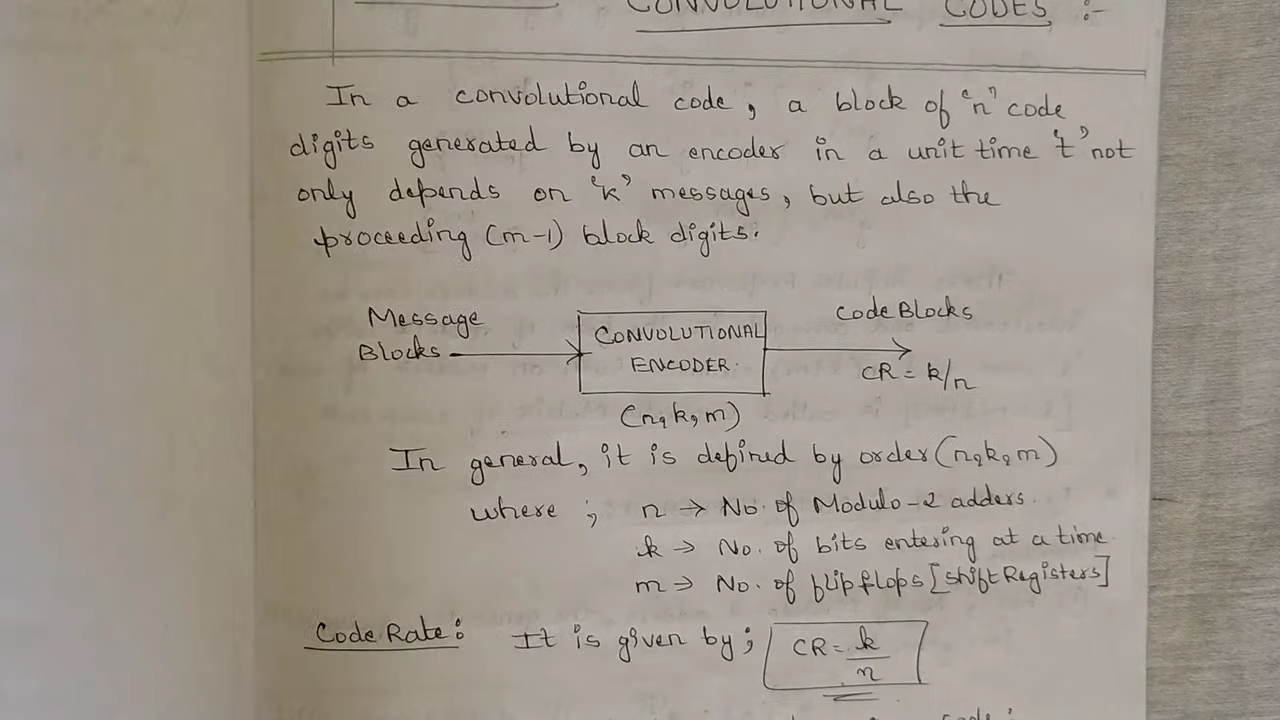 CONVOLUTIONAL CODES :-
In a convolutional code, a block of 'n' code
digits generated by an encoder in a unit time 't' not
only depends on 'k' messages, but also the
proceeding (m-1) block digits.
Message
Blocks
CONVOLUTIONAL
ENCODER.
(n,k,m)
Code Blocks
CR = k/n
In general, it is defined by order (n,k,m)
where ; n → No. of Modulo-2 adders.
k → No. of bits entering at a time.
m → No. of flipflops [Shift Registers]
Code Rate: It is given by; CR = k/n